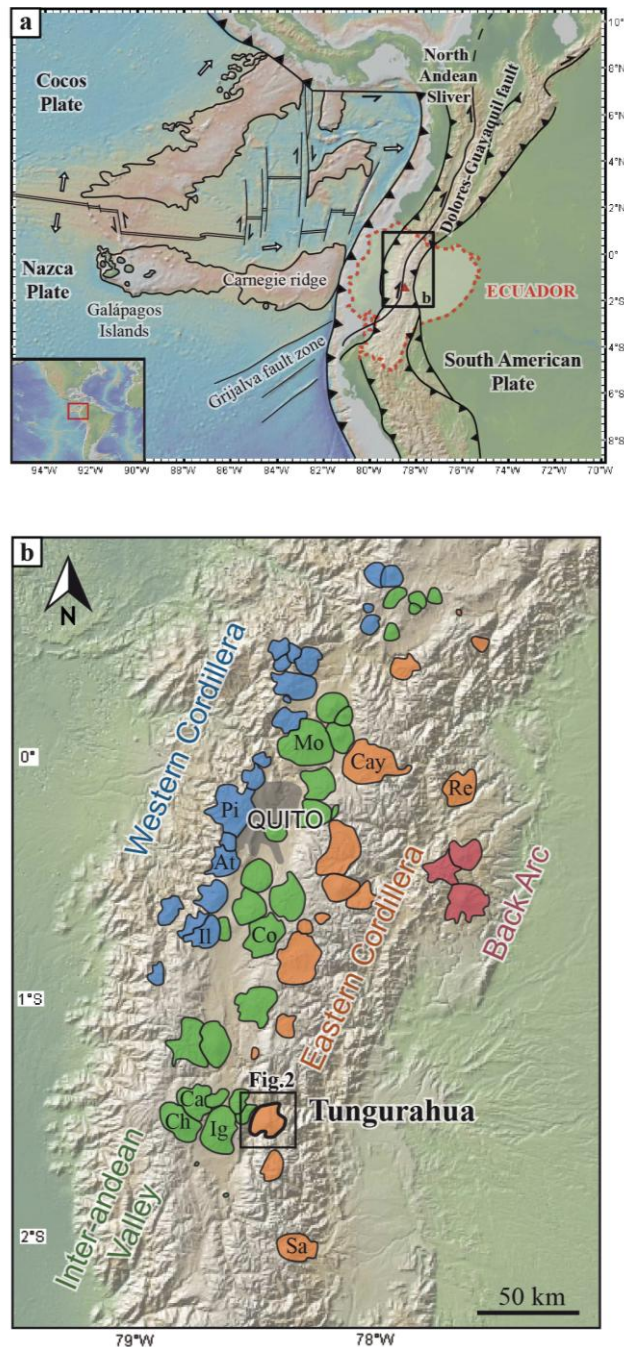 a
Cocos
Plate
North
Andean
Sliver
Dolores-Guayaquil fault
10°
8°N
6°N
4°N
2°N
0°
2°S
4°S
6°S
8°S
Nazca
Plate
Carnegie ridge
Galápagos
Islands
b
ECUADOR
Grijalva fault zone
South American
Plate
94°W 92°W 90°W 88°W 86°W 84°W 82°W 80°W 78°W 76°W 74°W 72°W 70°W
b
N
Western Cordillera
0°
Mo
Cay
Re
Pi
QUITO
At
Il
Co
Back Arc
Eastern Cordillera
1°S
Fig.2
Tungurahua
Ca
Ch
Ig
Inter-andean
Valley
2°S
Sa
50 km
79°W 78°W